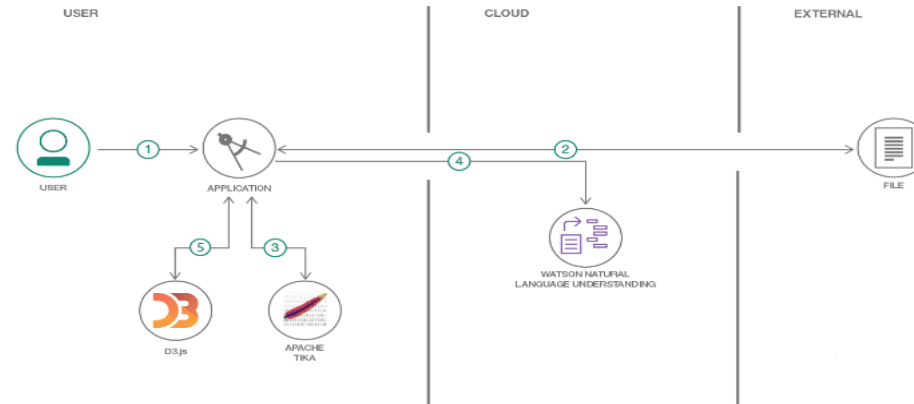 USER
CLOUD
EXTERNAL
1
2
4
USER
APPLICATION
FILE
5
3
WATSON NATURAL
LANGUAGE UNDERSTANDING
D3
D3.js
APACHE
TIKA